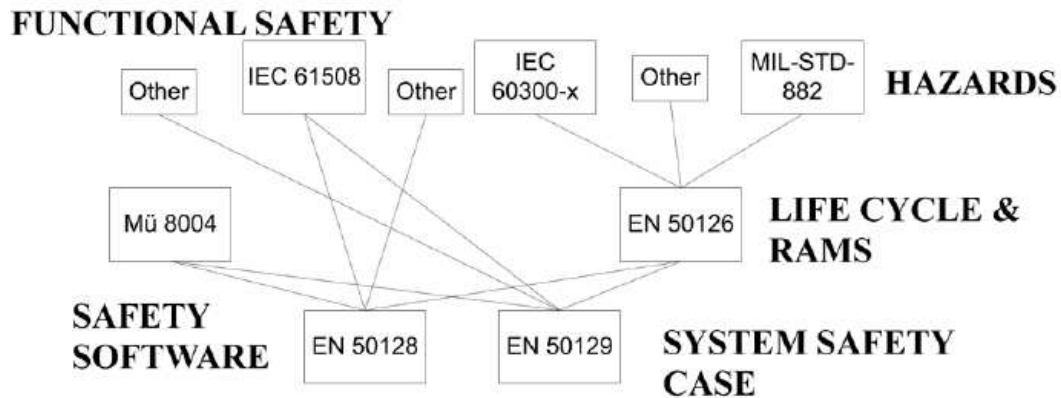 FUNCTIONAL SAFETY
Other
IEC 61508
Other
IEC
60300-x
Other
MIL-STD-
882
HAZARDS
Mü 8004
EN 50126
LIFE CYCLE &
RAMS
SAFETY
SOFTWARE
EN 50128
EN 50129
SYSTEM SAFETY
CASE